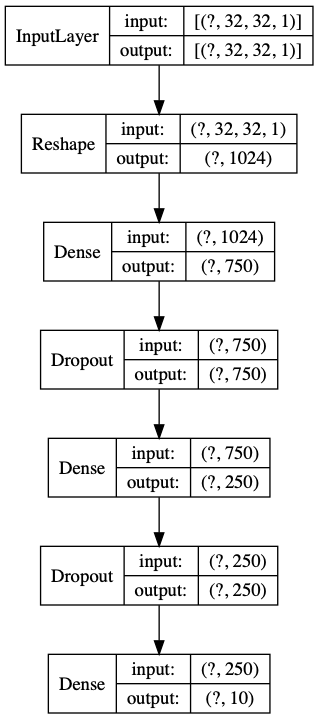 InputLayer input: [(?, 32, 32, 1)]
output: [(?, 32, 32, 1)]
Reshape input: (?, 32, 32, 1)
output: (?, 1024)
Dense input: (?, 1024)
output: (?, 750)
Dropout input: (?, 750)
output: (?, 750)
Dense input: (?, 750)
output: (?, 250)
Dropout input: (?, 250)
output: (?, 250)
Dense input: (?, 250)
output: (?, 10)